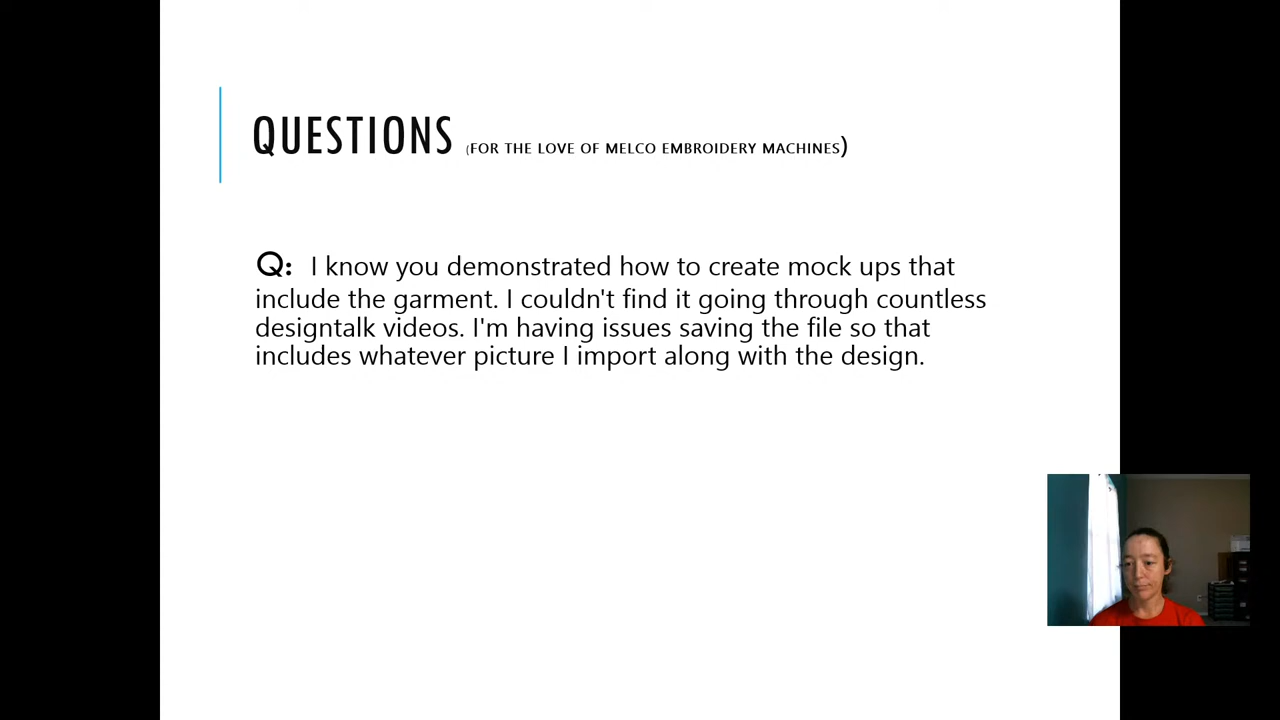 QUESTIONS (FOR THE LOVE OF MELCO EMBROIDERY MACHINES)
Q: I know you demonstrated how to create mock ups that
include the garment. I couldn't find it going through countless
designtalk videos. I'm having issues saving the file so that
includes whatever picture I import along with the design.